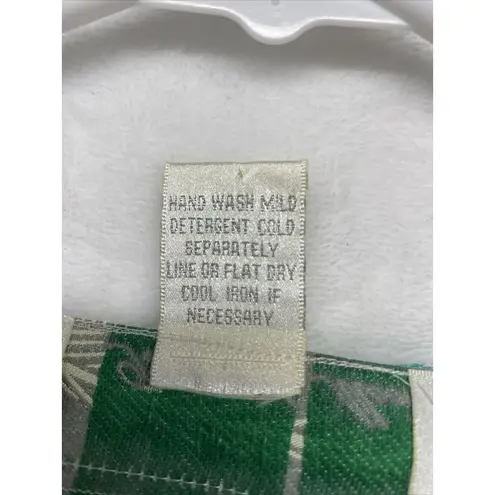 HAND WASH MILD
DETERGENT COLD
SEPARATELY
LINE OR FLAT DRY
COOL IRON IF
NECESSARY